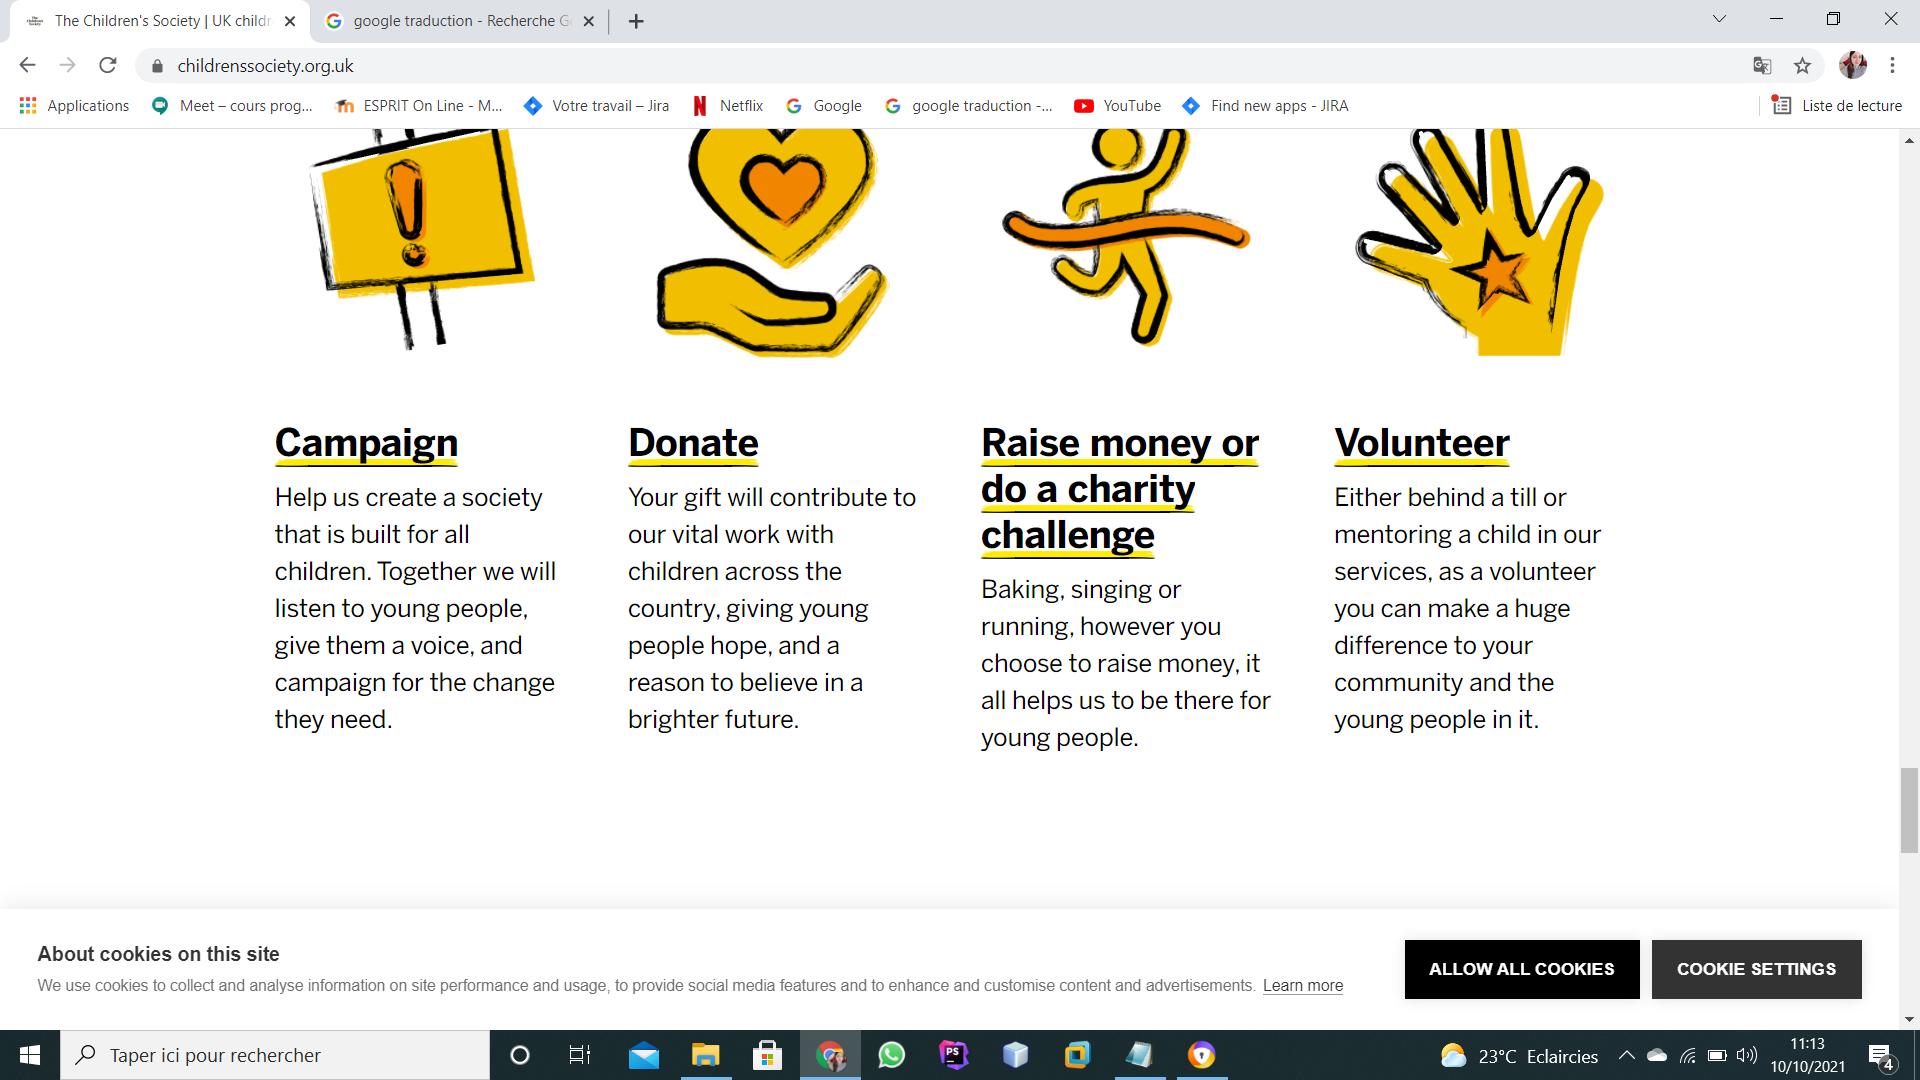 The Children's Society | UK childr
google traduction - Recherche G
childrenssociety.org.uk
Applications
Meet – cours prog...
ESPRIT On Line - M...
Votre travail – Jira
Netflix
Google
google traduction -...
YouTube
Find new apps - JIRA
Liste de lecture
Campaign
Help us create a society
that is built for all
children. Together we will
listen to young people,
give them a voice, and
campaign for the change
they need.
Donate
Your gift will contribute to
our vital work with
children across the
country, giving young
people hope, and a
reason to believe in a
brighter future.
Raise money or
do a charity
challenge
Baking, singing or
running, however you
choose to raise money, it
all helps us to be there for
young people.
Volunteer
Either behind a till or
mentoring a child in our
services, as a volunteer
you can make a huge
difference to your
community and the
young people in it.
About cookies on this site
We use cookies to collect and analyse information on site performance and usage, to provide social media features and to enhance and customise content and advertisements. Learn more
ALLOW ALL COOKIES
COOKIE SETTINGS
Taper ici pour rechercher
PS
23°C Eclaircies
11:13
10/10/2021
4